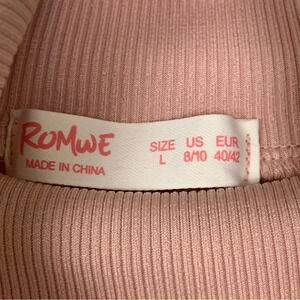 ROMWE
MADE IN CHINA
SIZE US EUR
L 8/10 40/42